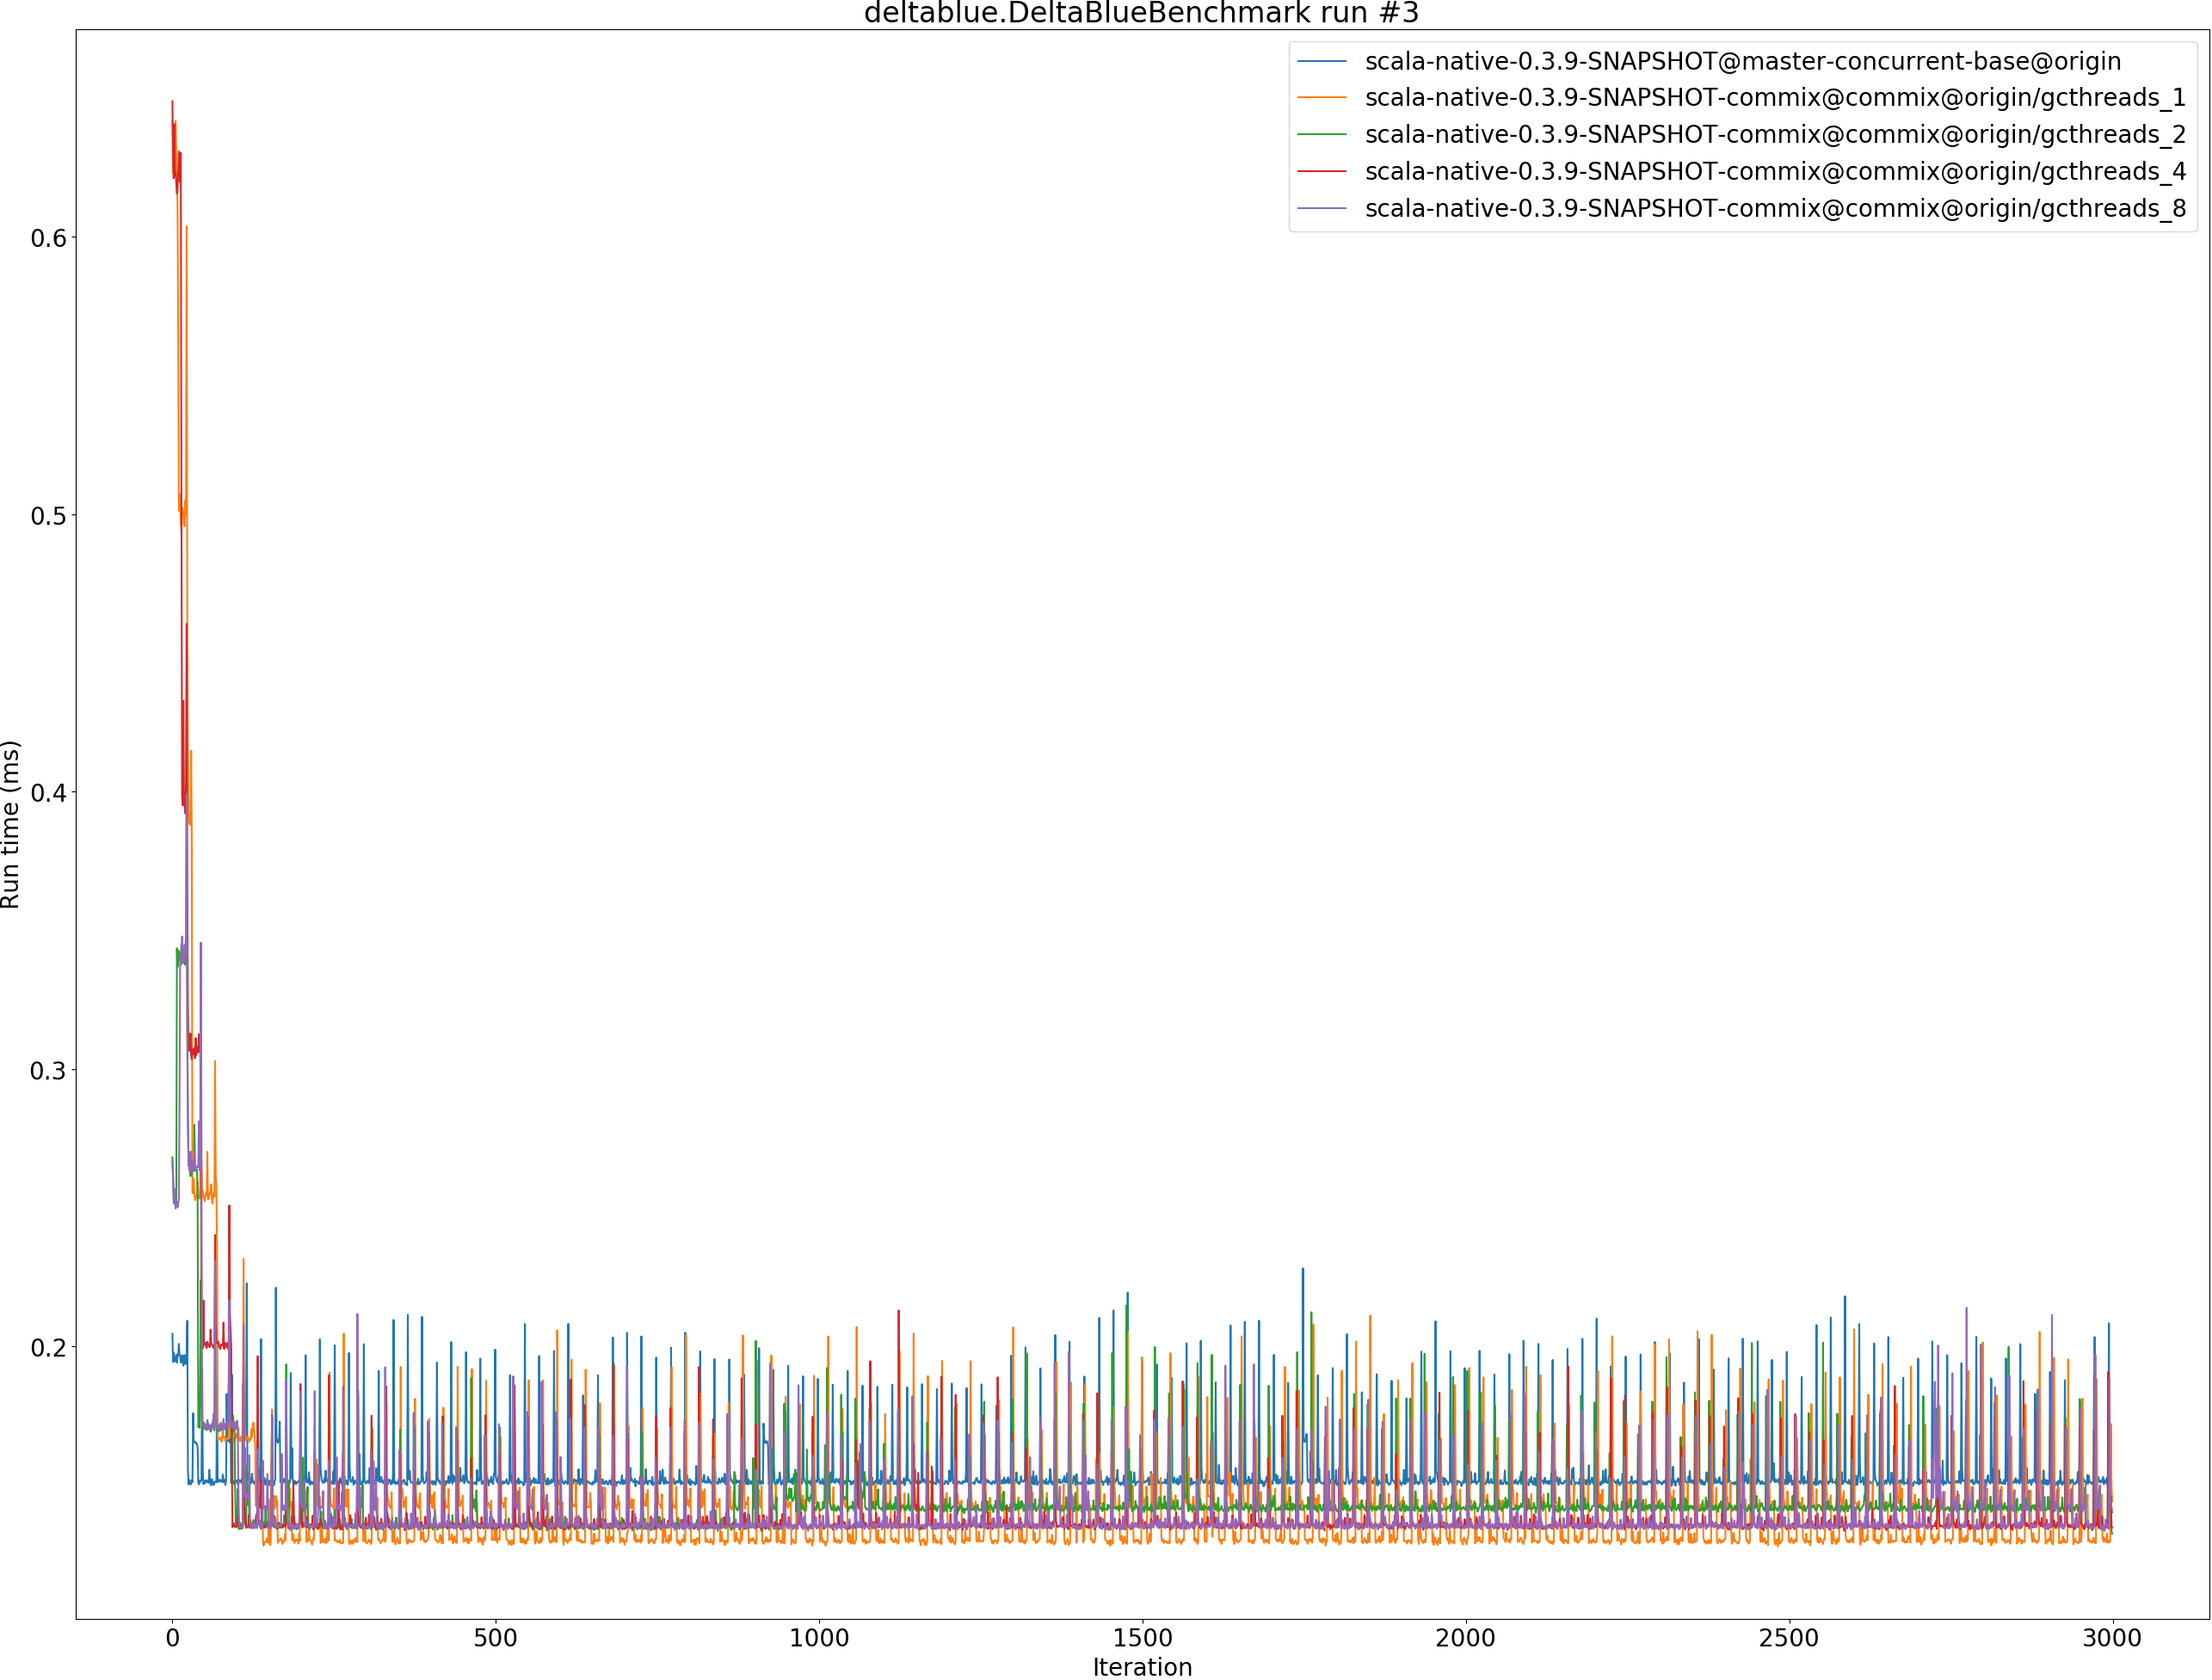 deltablue.DeltaBlueBenchmark run #3
scala-native-0.3.9-SNAPSHOT@master-concurrent-base@origin
scala-native-0.3.9-SNAPSHOT-commix@commix@origin/gcthreads_1
scala-native-0.3.9-SNAPSHOT-commix@commix@origin/gcthreads_2
scala-native-0.3.9-SNAPSHOT-commix@commix@origin/gcthreads_4
scala-native-0.3.9-SNAPSHOT-commix@commix@origin/gcthreads_8
0.6
0.5
0.4
0.3
0.2
Run time (ms)
0 500 1000 1500 2000 2500 3000
Iteration